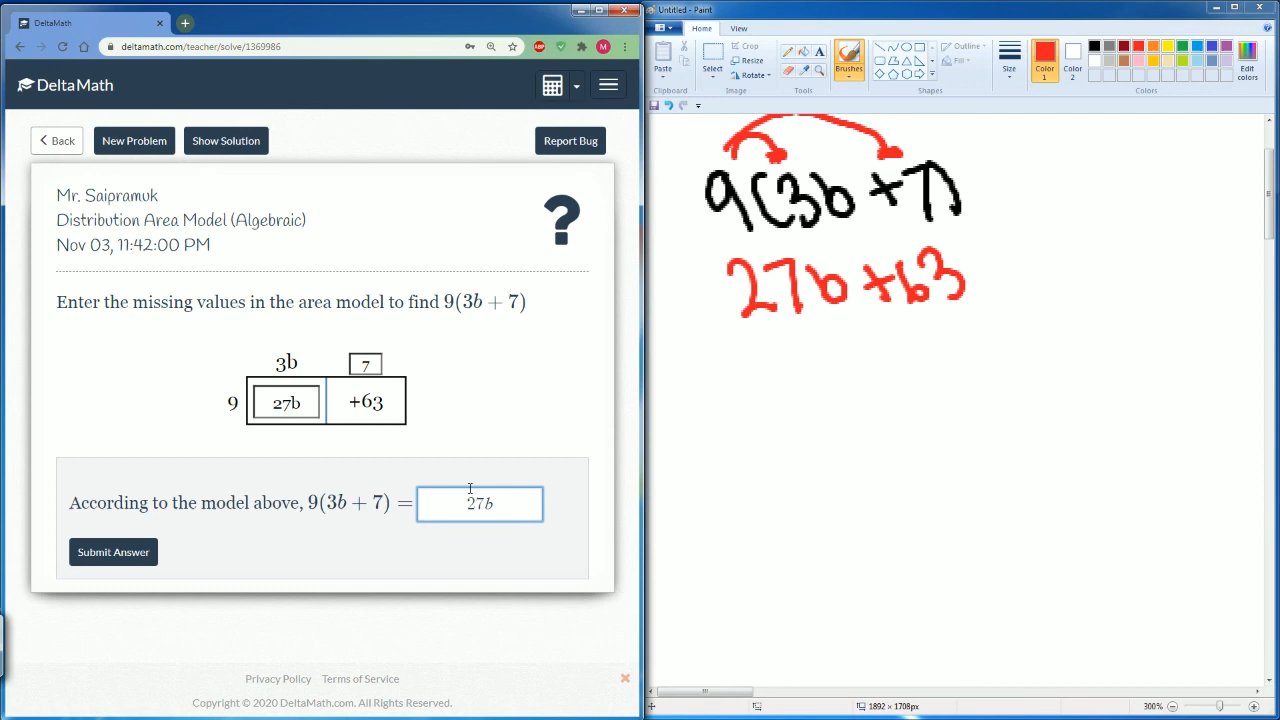 DeltaMath
deltamath.com/teacher/solve/1369986
ABP
M
DeltaMath
Back
New Problem
Show Solution
Report Bug
Mr. Saipramuk
Distribution Area Model (Algebraic)
Nov 03, 11:42:00 PM
?
Enter the missing values in the area model to find 9(3b + 7)
3b 7
9 27b +63
According to the model above, 9(3b + 7) = 27b
Submit Answer
Privacy Policy Terms of Service
Copyright © 2020 DeltaMath.com All Rights Reserved.
Untitled - Paint
Home View
Paste
Clipboard
Select
Crop
Resize
Rotate
Image
A
Tools
Brushes
Outline
Fill
Shapes
Size
Color 1
Color 2
Edit colors
Colors
9(3b +7)
27b +63
1892 × 1708px
300%